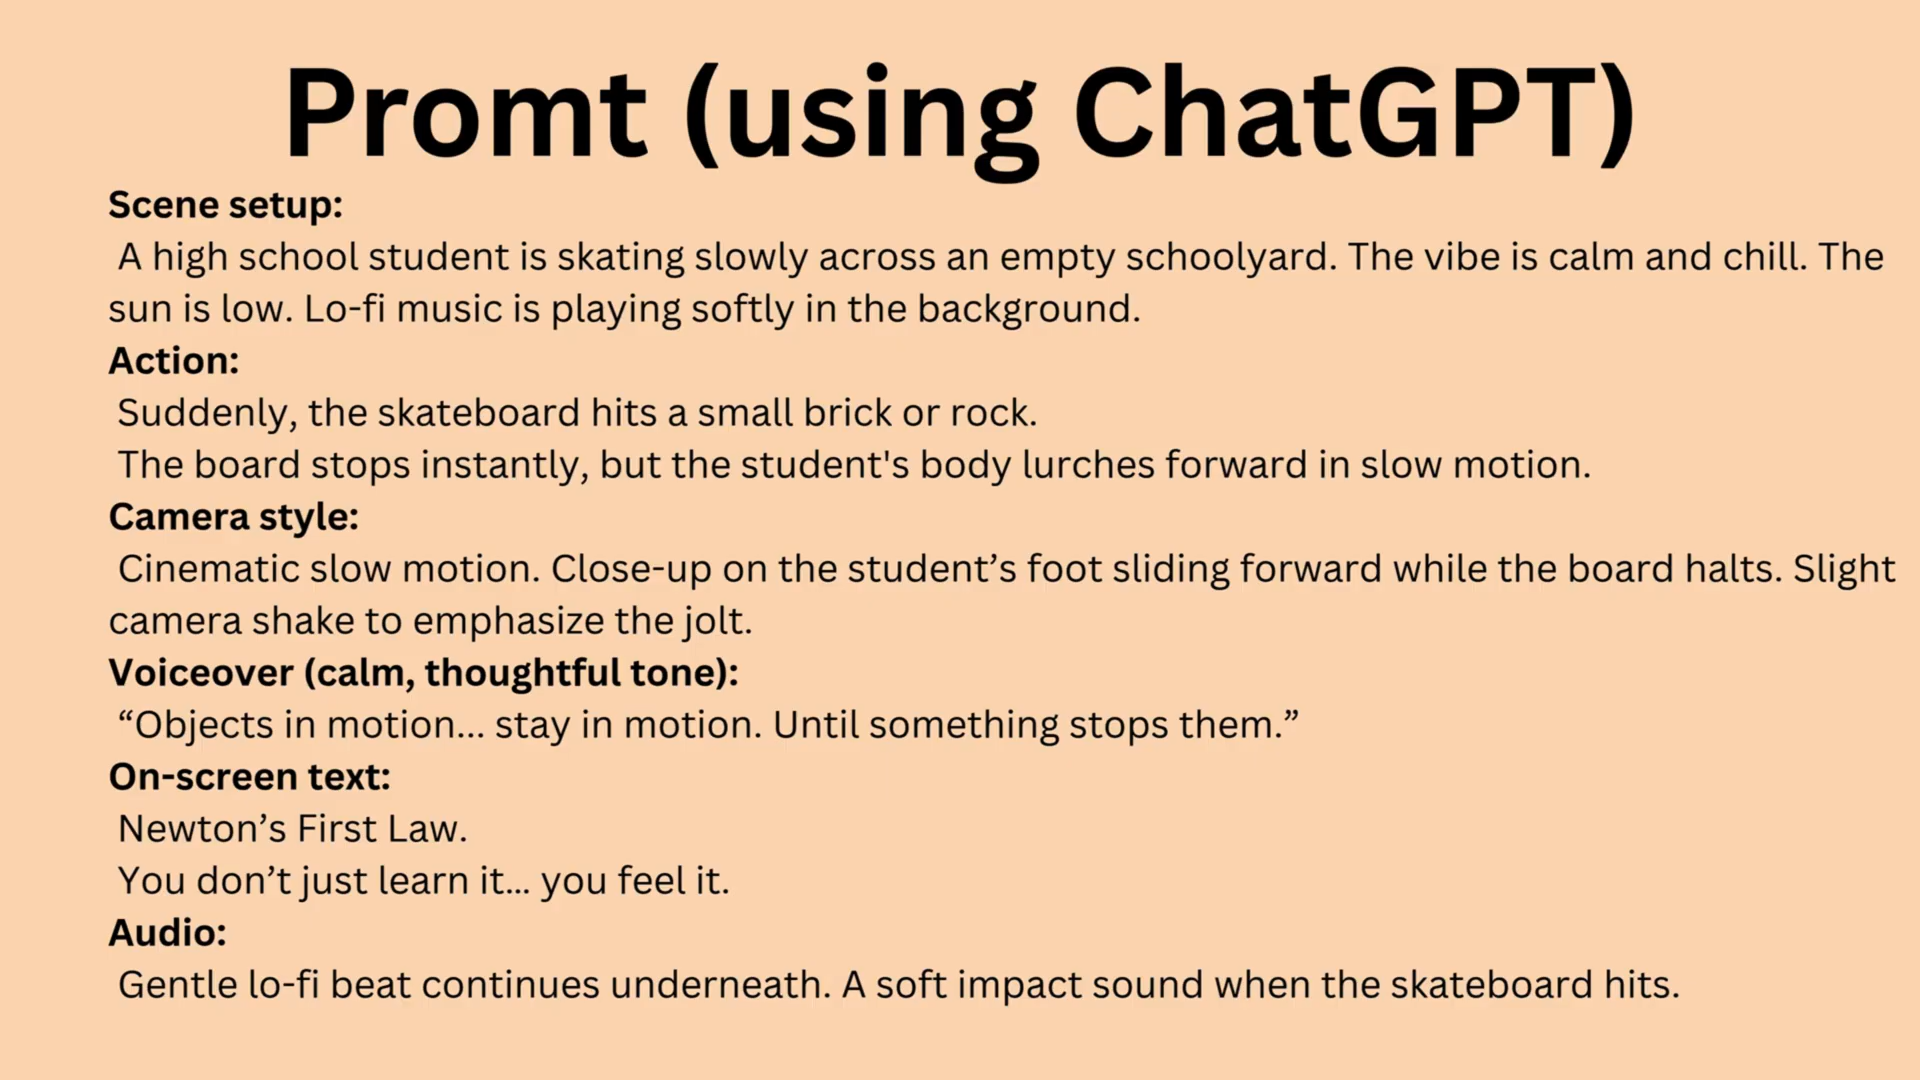 Promt (using ChatGPT)
Scene setup:
A high school student is skating slowly across an empty schoolyard. The vibe is calm and chill. The
sun is low. Lo-fi music is playing softly in the background.
Action:
Suddenly, the skateboard hits a small brick or rock.
The board stops instantly, but the student's body lurches forward in slow motion.
Camera style:
Cinematic slow motion. Close-up on the student’s foot sliding forward while the board halts. Slight
camera shake to emphasize the jolt.
Voiceover (calm, thoughtful tone):
“Objects in motion... stay in motion. Until something stops them.”
On-screen text:
Newton’s First Law.
You don’t just learn it... you feel it.
Audio:
Gentle lo-fi beat continues underneath. A soft impact sound when the skateboard hits.